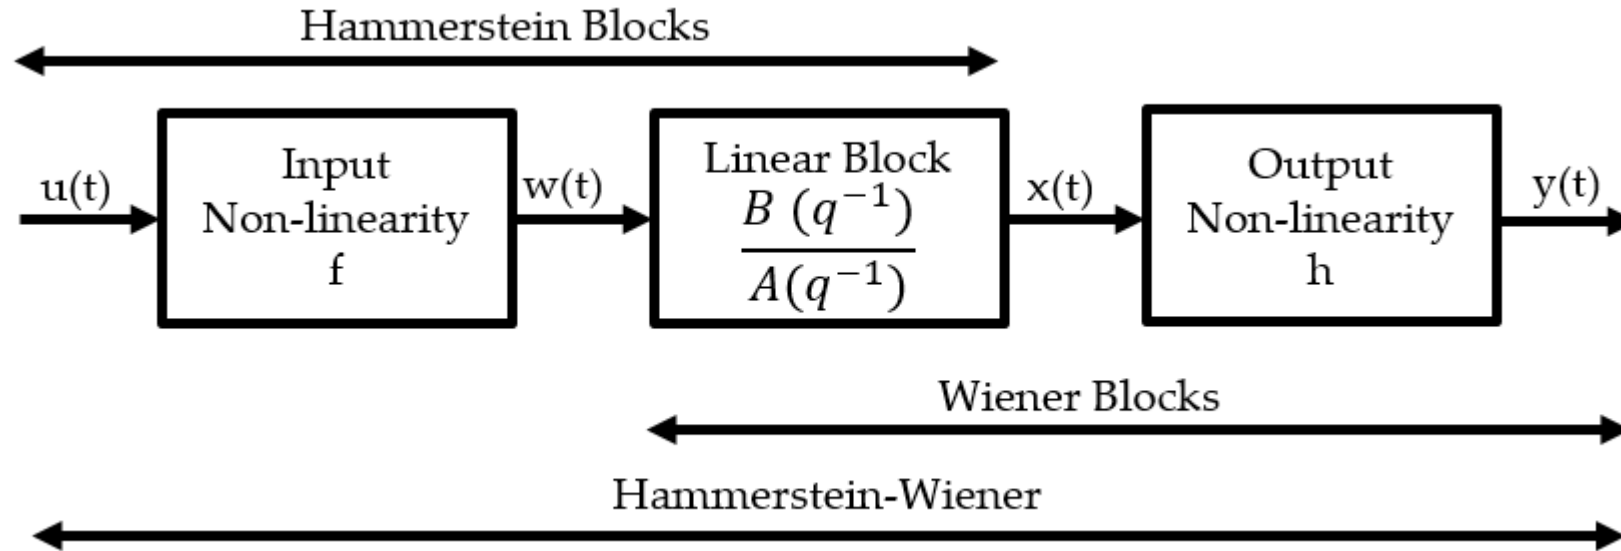 Hammerstein Blocks
u(t)
Input
Non-linearity
f
w(t)
Linear Block
B (q⁻¹)
A(q⁻¹)
x(t)
Output
Non-linearity
h
y(t)
Wiener Blocks
Hammerstein-Wiener